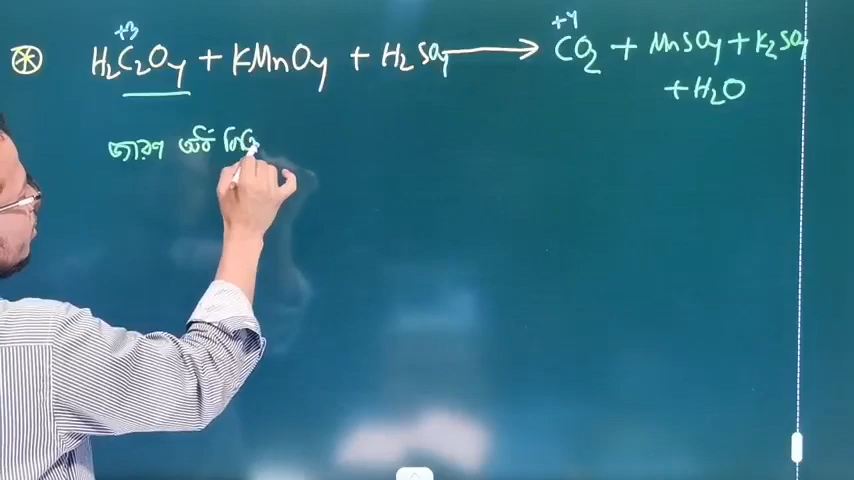 +3 +4
H₂C₂O₄ + KMnO₄ + H₂SO₄ → CO₂ + MnSO₄ + K₂SO₄
+ H₂O
জারণ অর্ধ বিক্রি